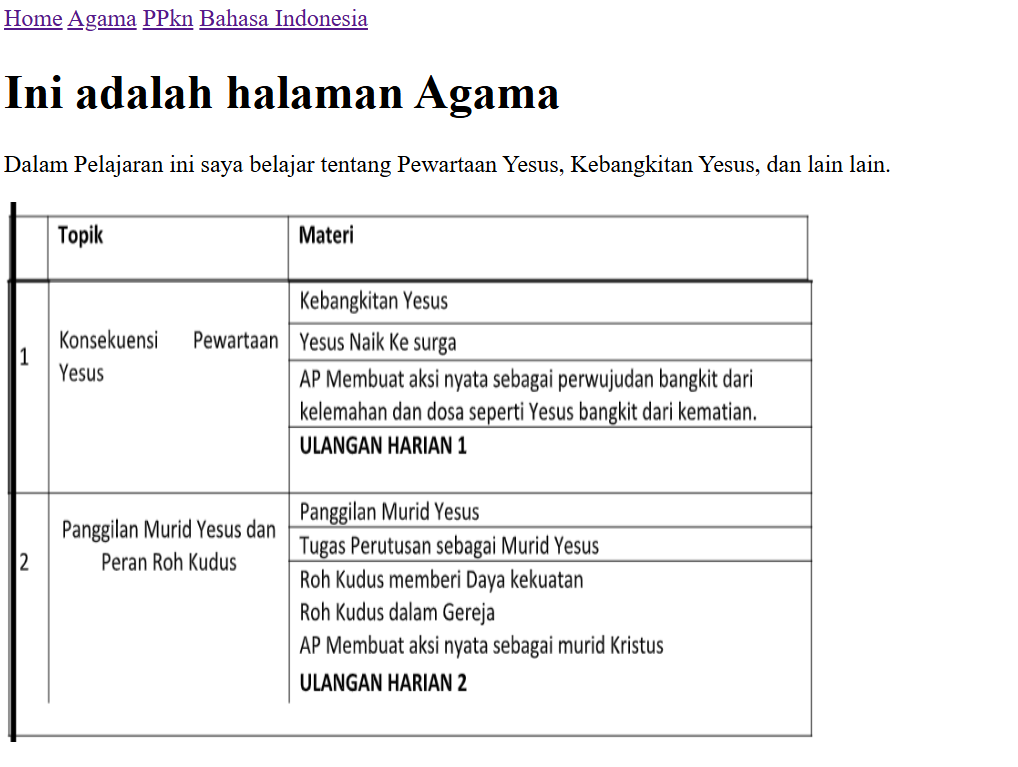 Home Agama PPkn Bahasa Indonesia
Ini adalah halaman Agama
Dalam Pelajaran ini saya belajar tentang Pewartaan Yesus, Kebangkitan Yesus, dan lain lain.
Topik Materi
1
Konsekuensi Pewartaan
Yesus
Kebangkitan Yesus
Yesus Naik Ke surga
AP Membuat aksi nyata sebagai perwujudan bangkit dari
kelemahan dan dosa seperti Yesus bangkit dari kematian.
ULANGAN HARIAN 1
2
Panggilan Murid Yesus dan
Peran Roh Kudus
Panggilan Murid Yesus
Tugas Perutusan sebagai Murid Yesus
Roh Kudus memberi Daya kekuatan
Roh Kudus dalam Gereja
AP Membuat aksi nyata sebagai murid Kristus
ULANGAN HARIAN 2